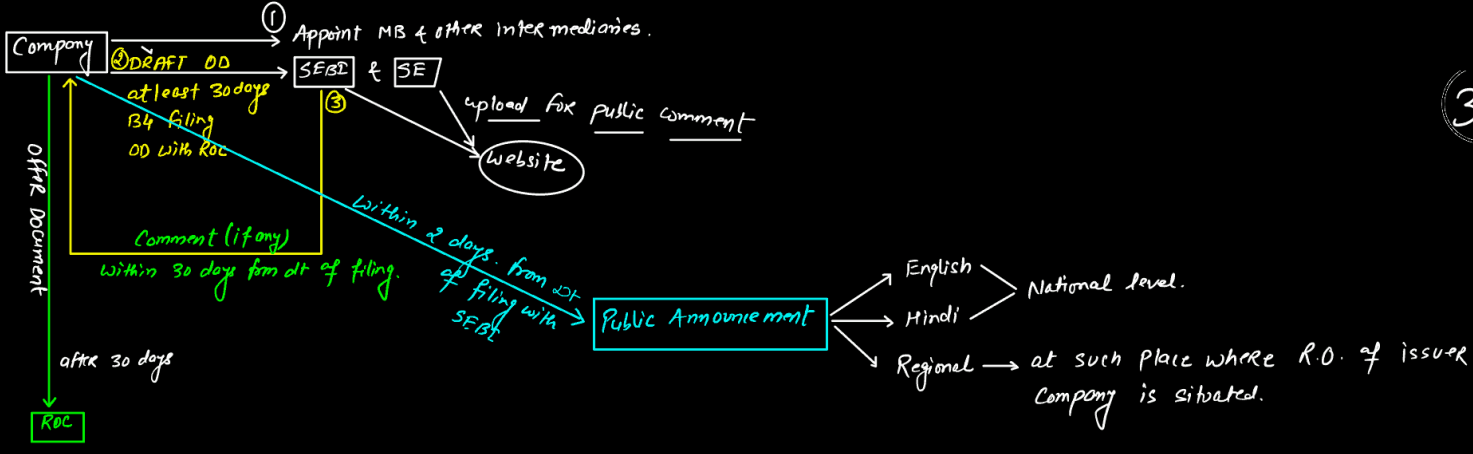 ①
Appoint MB & other intermediaries.
Company
② DRAFT OD
SEBI & SE
at least 30 days
B4 filing
OD with ROC
③
upload for public comment
website
3
OFFER DOCUMENT
Comment (if any)
within 30 days from dt of filing.
within 2 days. from Dt
of filing with
SEBI
Public Announcement
English
Hindi
National level.
Regional → at such place where R.O. of issuer
Company is situated.
after 30 days
ROC